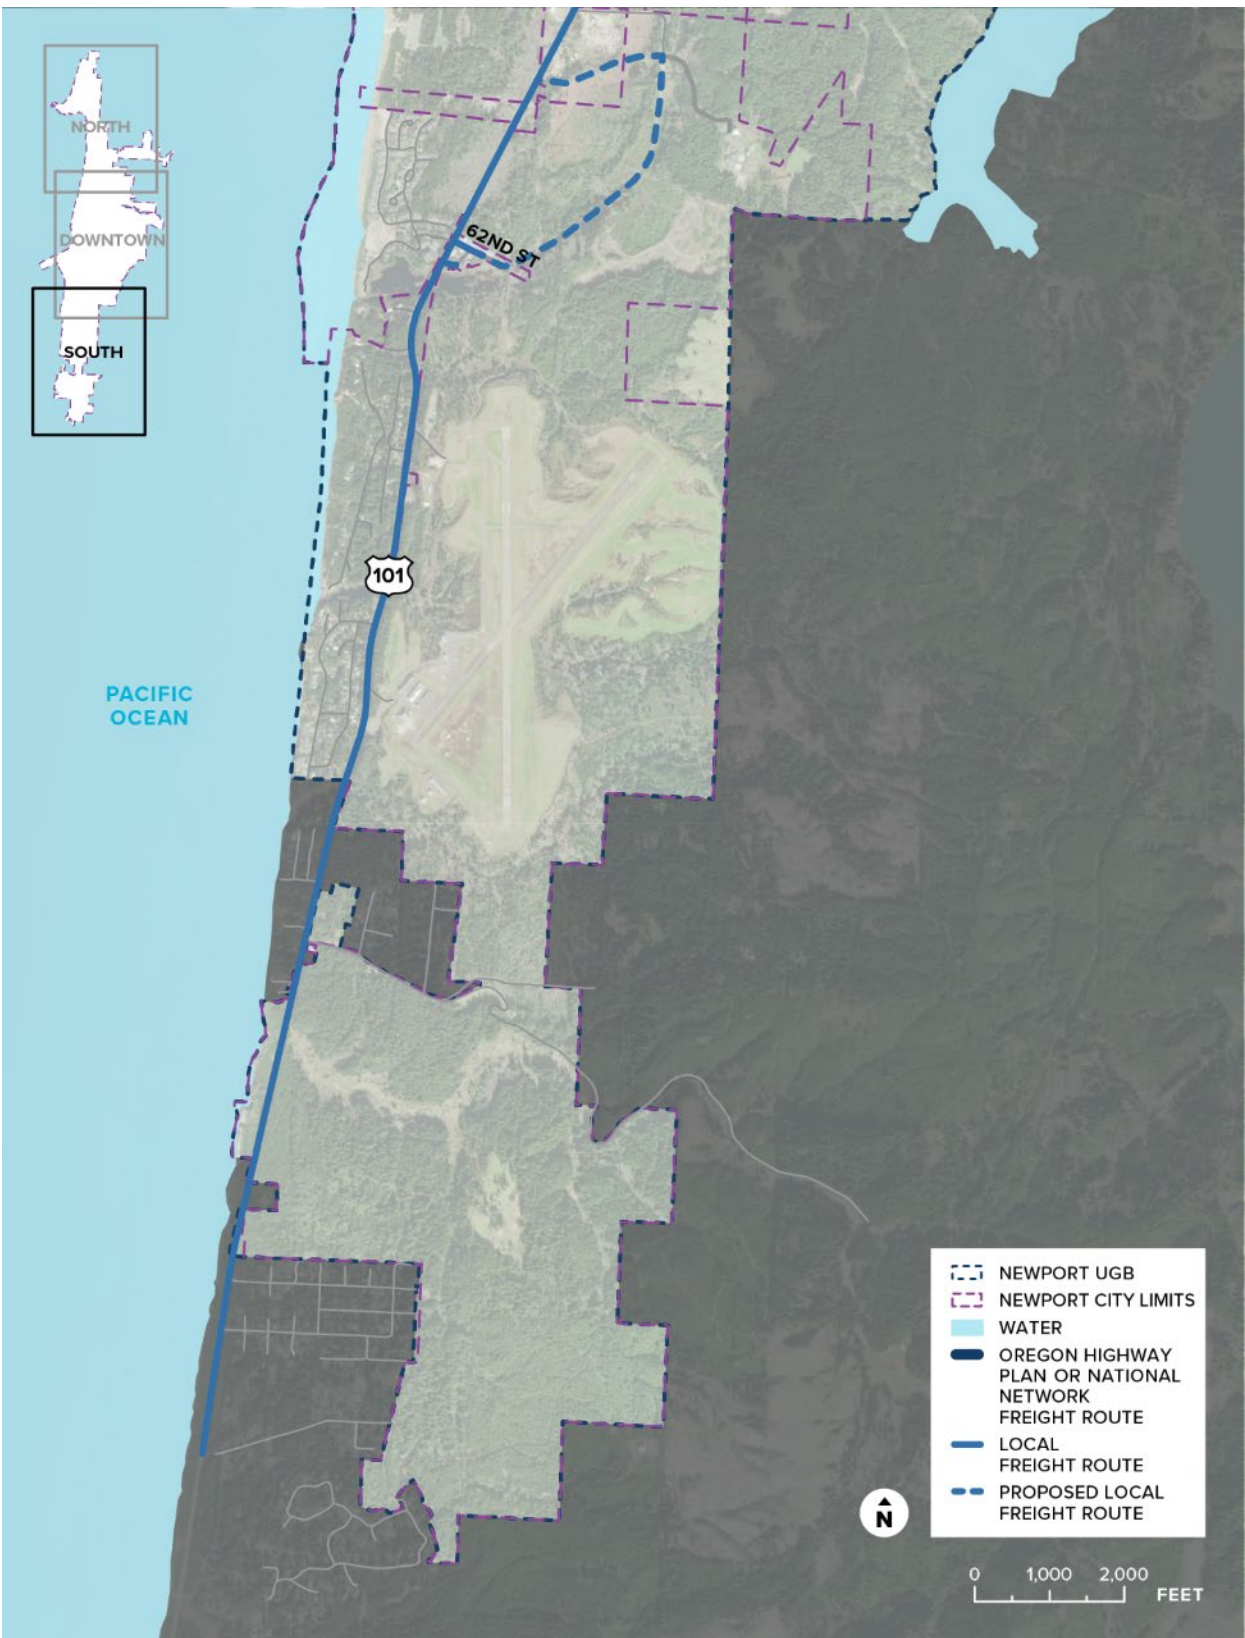 NORTH
DOWNTOWN
SOUTH
62ND ST
101
PACIFIC
OCEAN
NEWPORT UGB
NEWPORT CITY LIMITS
WATER
OREGON HIGHWAY
PLAN OR NATIONAL
NETWORK
FREIGHT ROUTE
LOCAL
FREIGHT ROUTE
PROPOSED LOCAL
FREIGHT ROUTE
N
0 1,000 2,000
FEET